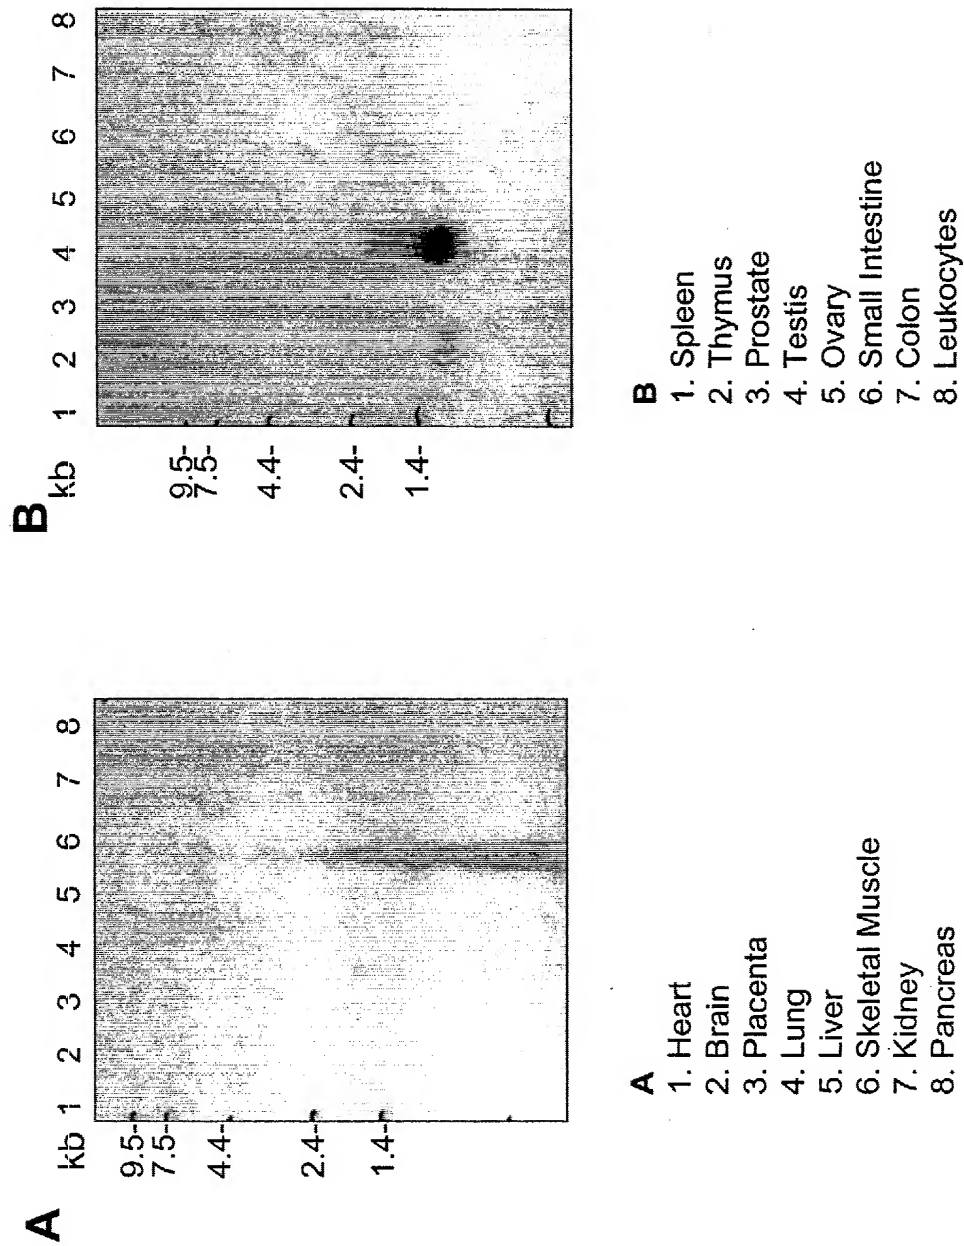 A
kb 1 2 3 4 5 6 7 8
9.5-
7.5-
4.4-
2.4-
1.4-
A
1. Heart
2. Brain
3. Placenta
4. Lung
5. Liver
6. Skeletal Muscle
7. Kidney
8. Pancreas
B
kb 1 2 3 4 5 6 7 8
9.5-
7.5-
4.4-
2.4-
1.4-
B
1. Spleen
2. Thymus
3. Prostate
4. Testis
5. Ovary
6. Small Intestine
7. Colon
8. Leukocytes